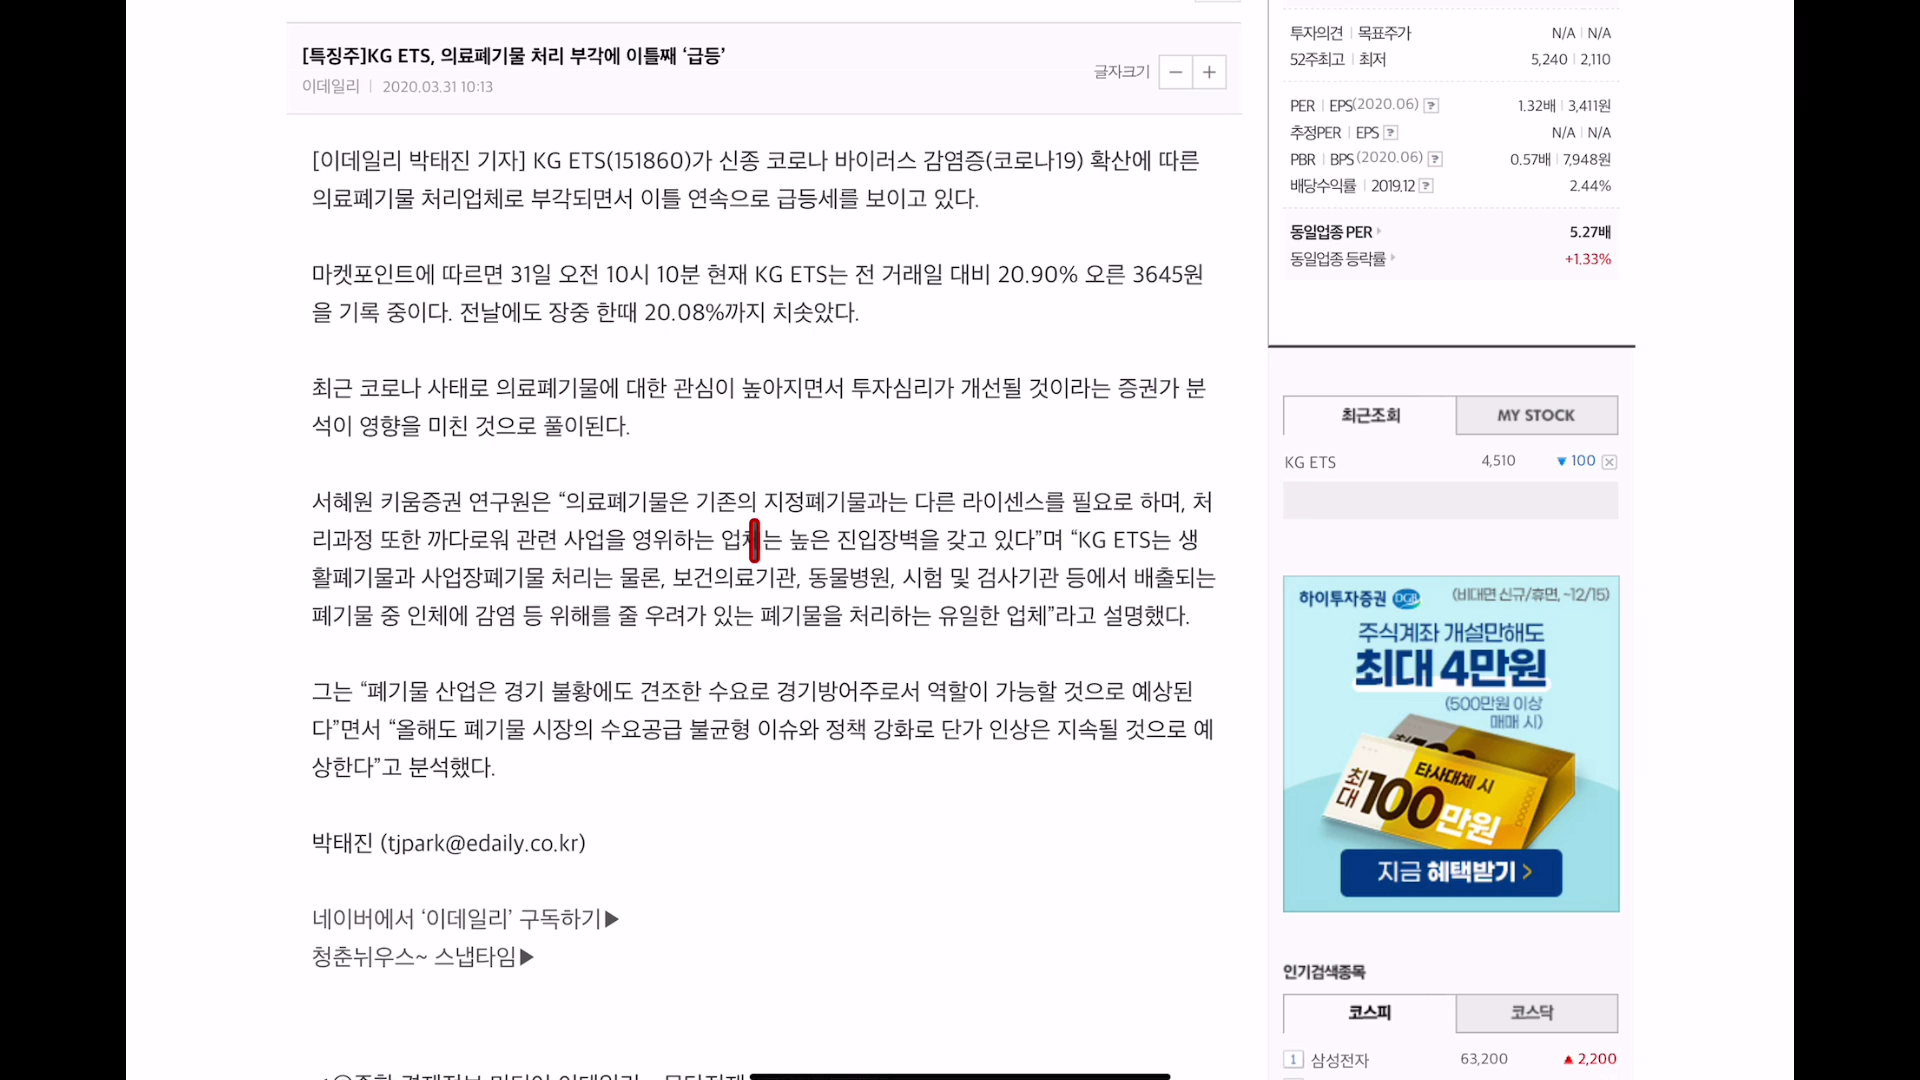 [특징주]KG ETS, 의료폐기물 처리 부각에 이틀째 ‘급등’
이데일리 | 2020.03.31 10:13
글자크기 − +
[이데일리 박태진 기자] KG ETS(151860)가 신종 코로나 바이러스 감염증(코로나19) 확산에 따른
의료폐기물 처리업체로 부각되면서 이틀 연속으로 급등세를 보이고 있다.
마켓포인트에 따르면 31일 오전 10시 10분 현재 KG ETS는 전 거래일 대비 20.90% 오른 3645원
을 기록 중이다. 전날에도 장중 한때 20.08%까지 치솟았다.
최근 코로나 사태로 의료폐기물에 대한 관심이 높아지면서 투자심리가 개선될 것이라는 증권가 분
석이 영향을 미친 것으로 풀이된다.
서혜원 키움증권 연구원은 “의료폐기물은 기존의 지정폐기물과는 다른 라이센스를 필요로 하며, 처
리과정 또한 까다로워 관련 사업을 영위하는 업체는 높은 진입장벽을 갖고 있다”며 “KG ETS는 생
활폐기물과 사업장폐기물 처리는 물론, 보건의료기관, 동물병원, 시험 및 검사기관 등에서 배출되는
폐기물 중 인체에 감염 등 위해를 줄 우려가 있는 폐기물을 처리하는 유일한 업체”라고 설명했다.
그는 “폐기물 산업은 경기 불황에도 견조한 수요로 경기방어주로서 역할이 가능할 것으로 예상된
다”면서 “올해도 폐기물 시장의 수요공급 불균형 이슈와 정책 강화로 단가 인상은 지속될 것으로 예
상한다”고 분석했다.
박태진 (tjpark@edaily.co.kr)
네이버에서 ‘이데일리’ 구독하기▶
청춘뉘우스~ 스냅타임▶
투자의견 | 목표주가 N/A | N/A
52주최고 | 최저 5,240 | 2,110
PER | EPS(2020.06) ? 1.32배 | 3,411원
추정PER | EPS ? N/A | N/A
PBR | BPS (2020.06) ? 0.57배 | 7,948원
배당수익률 | 2019.12 ? 2.44%
동일업종 PER 5.27배
동일업종 등락률 +1.33%
최근조회 MY STOCK
KG ETS 4,510 ▼ 100
하이투자증권 DGB (비대면 신규/휴면, ~12/15)
주식계좌 개설만해도
최대 4만원
(500만원 이상
매매 시)
타사대체 시
최대 100만원
지금 혜택받기 >
인기검색종목
코스피 코스닥
1 삼성전자 63,200 ▲ 2,200